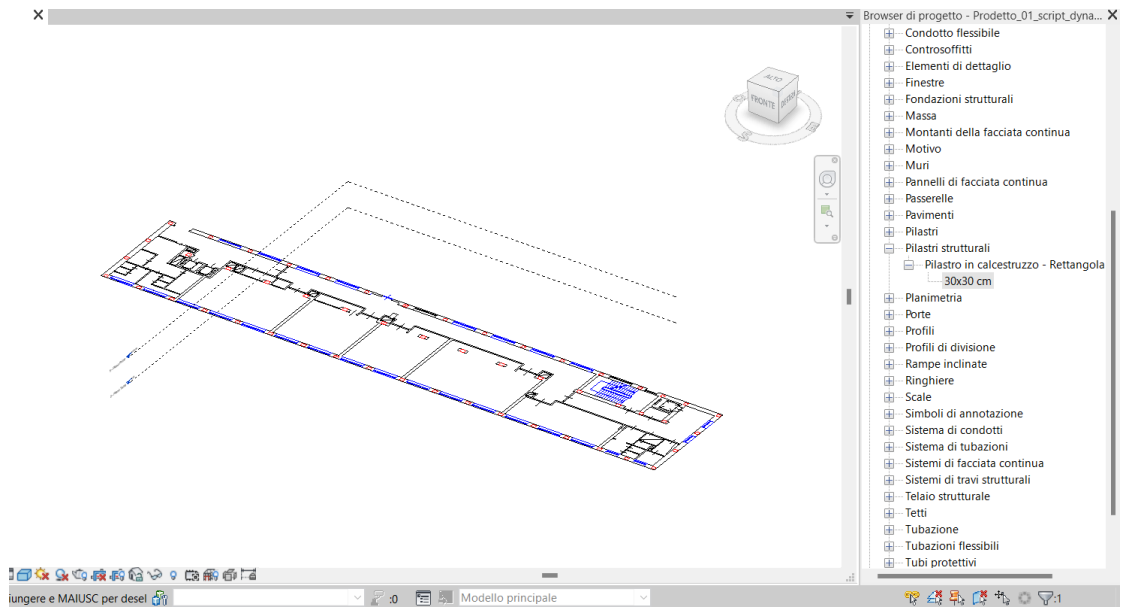 Browser di progetto - Prodetto_01_script_dyna...
Condotto flessibile
Controsoffitti
Elementi di dettaglio
Finestre
Fondazioni strutturali
Massa
Montanti della facciata continua
Motivo
Muri
Pannelli di facciata continua
Passerelle
Pavimenti
Pilastri
Pilastri strutturali
Pilastro in calcestruzzo - Rettangola
30x30 cm
Planimetria
Porte
Profili
Profili di divisione
Rampe inclinate
Ringhiere
Scale
Simboli di annotazione
Sistema di condotti
Sistema di tubazioni
Sistemi di facciata continua
Sistemi di travi strutturali
Telaio strutturale
Tetti
Tubazione
Tubazioni flessibili
Tubi protettivi
ALTO
FRONTE
iungere e MAIUSC per desel
:0
Modello principale
:1